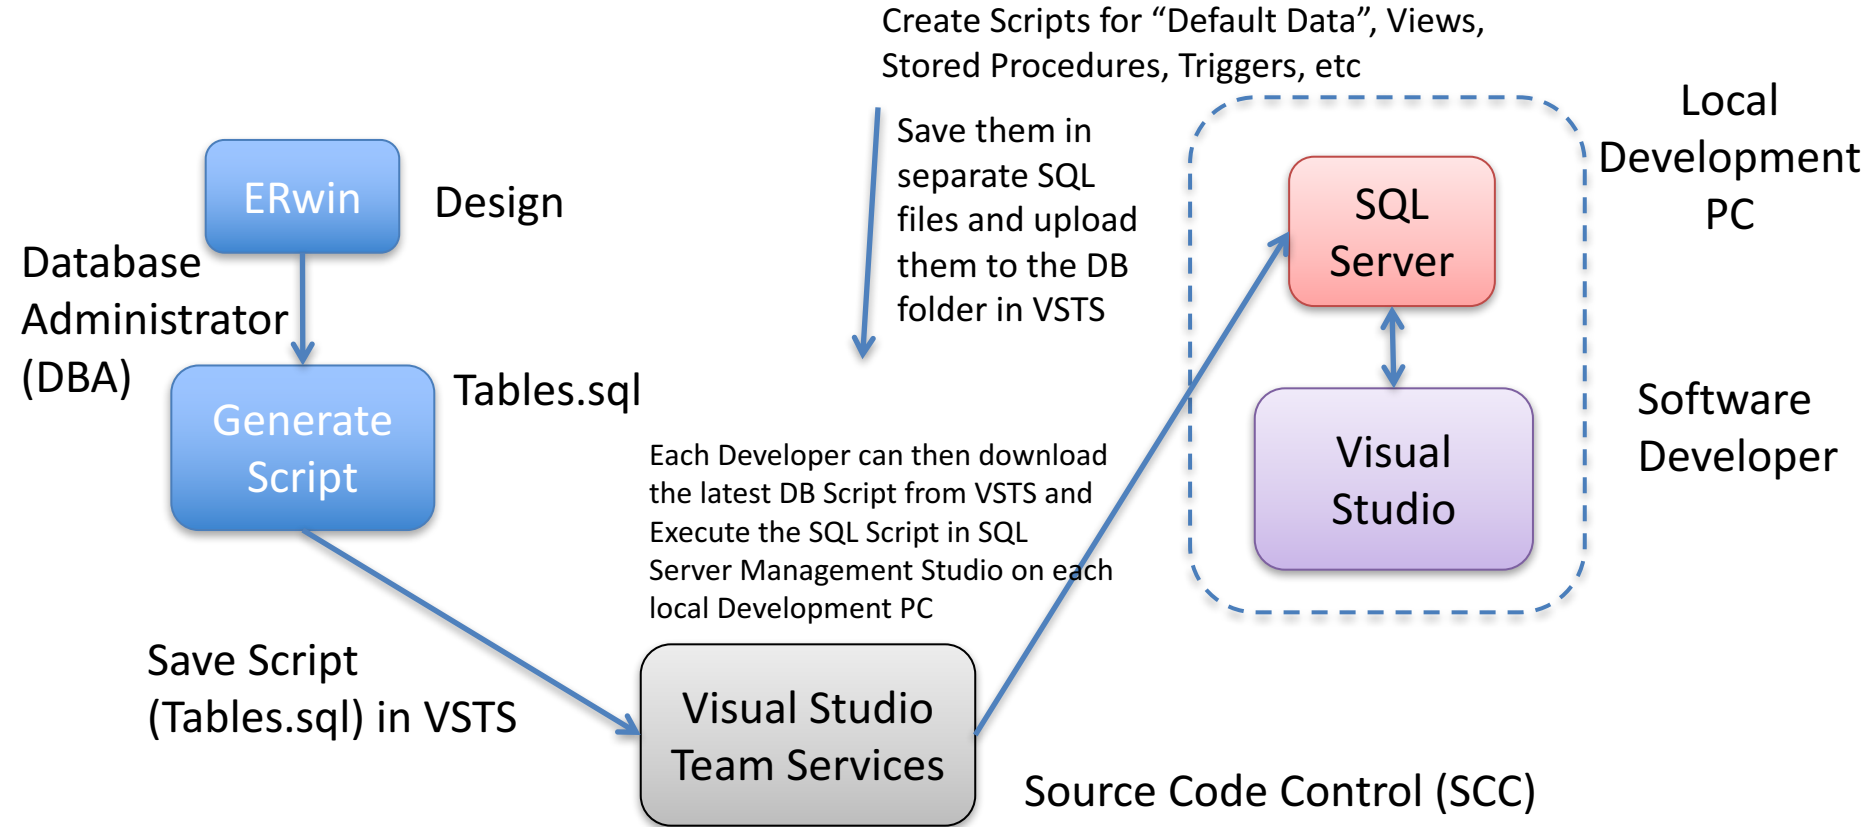 Create Scripts for “Default Data”, Views,
Stored Procedures, Triggers, etc
Save them in
separate SQL
files and upload
them to the DB
folder in VSTS
Local
Development
PC
ERwin
Design
SQL
Server
Database
Administrator
(DBA)
Generate
Script
Tables.sql
Visual
Studio
Software
Developer
Each Developer can then download
the latest DB Script from VSTS and
Execute the SQL Script in SQL
Server Management Studio on each
local Development PC
Save Script
(Tables.sql) in VSTS
Visual Studio
Team Services
Source Code Control (SCC)